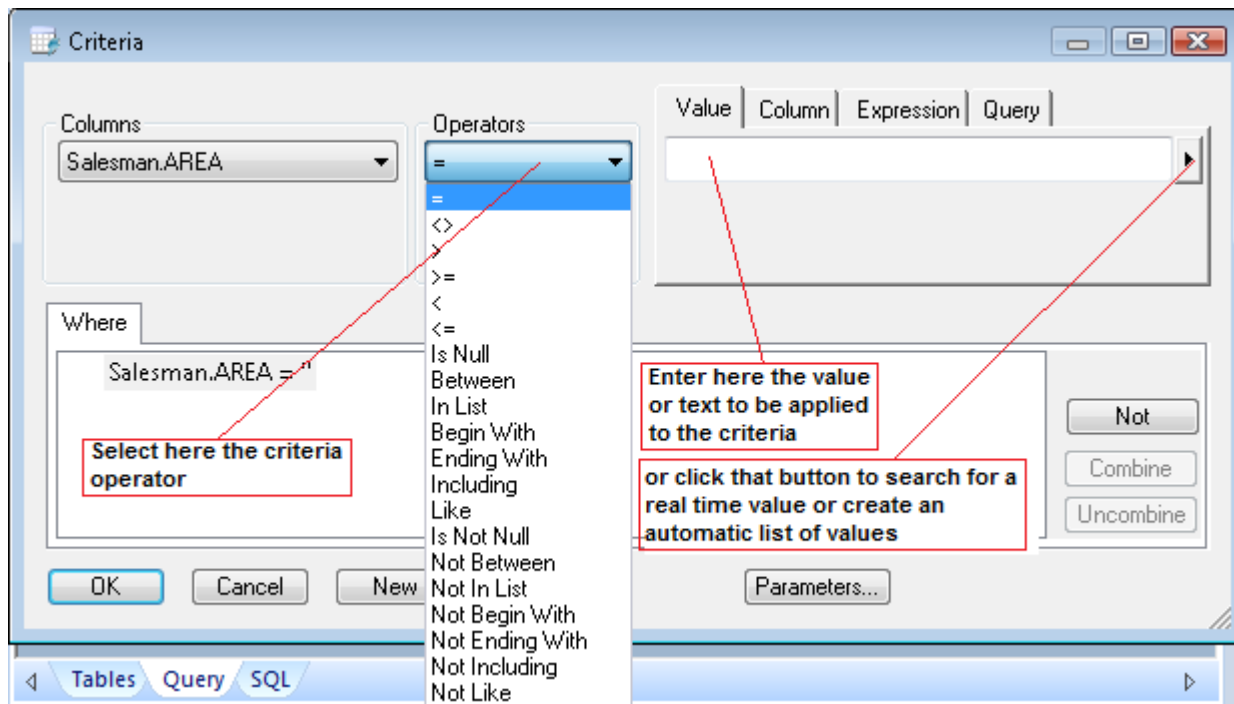 Criteria
Columns
Operators
Value Column Expression Query
Salesman.AREA
=
=
<>
>
>=
<
<=
Is Null
Between
In List
Begin With
Ending With
Including
Like
Is Not Null
Not Between
Not In List
Not Begin With
Not Ending With
Not Including
Not Like
Where
Salesman.AREA = ''
Select here the criteria
operator
Enter here the value
or text to be applied
to the criteria
or click that button to search for a
real time value or create an
automatic list of values
Not
Combine
Uncombine
OK Cancel New Parameters...
Tables Query SQL